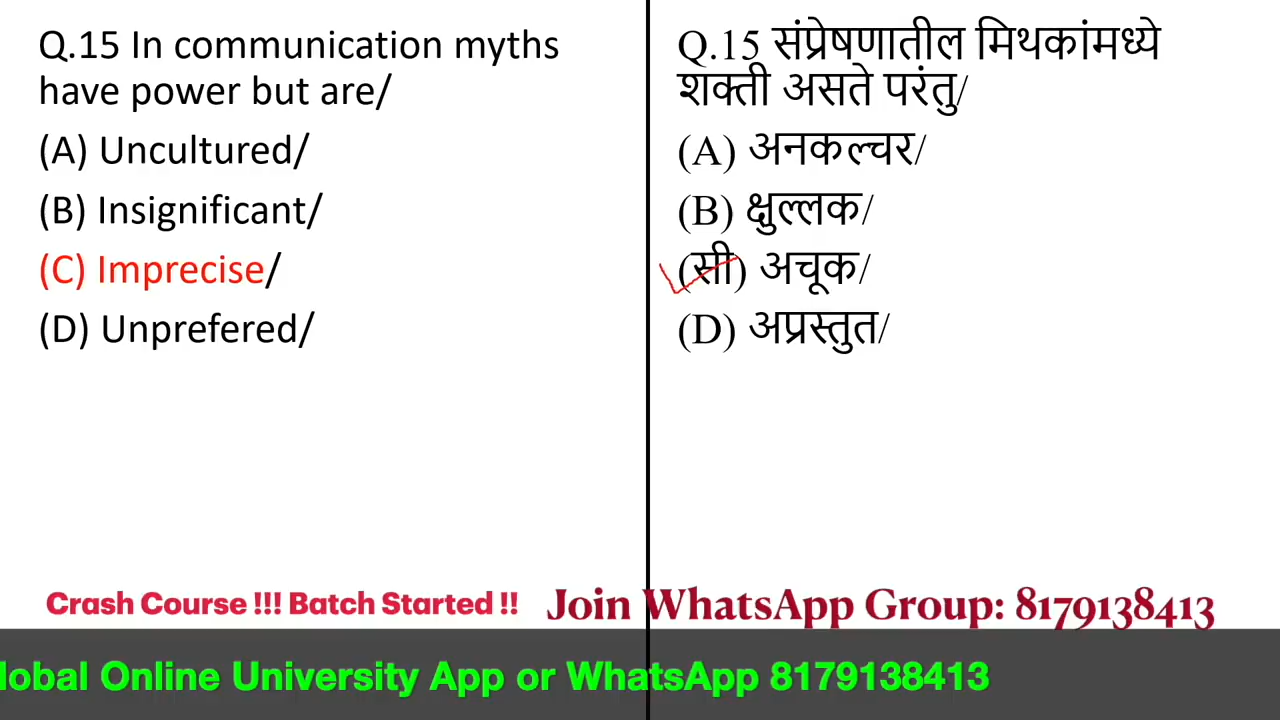 Q.15 In communication myths
have power but are/
(A) Uncultured/
(B) Insignificant/
(C) Imprecise/
(D) Unprefered/
Q.15 संप्रेषणातील मिथकांमध्ये
शक्ती असते परंतु/
(A) अनकल्चर/
(B) क्षुल्लक/
(सी) अचूक/
(D) अप्रस्तुत/
Crash Course !!! Batch Started !!
Join WhatsApp Group: 8179138413
lobal Online University App or WhatsApp 8179138413